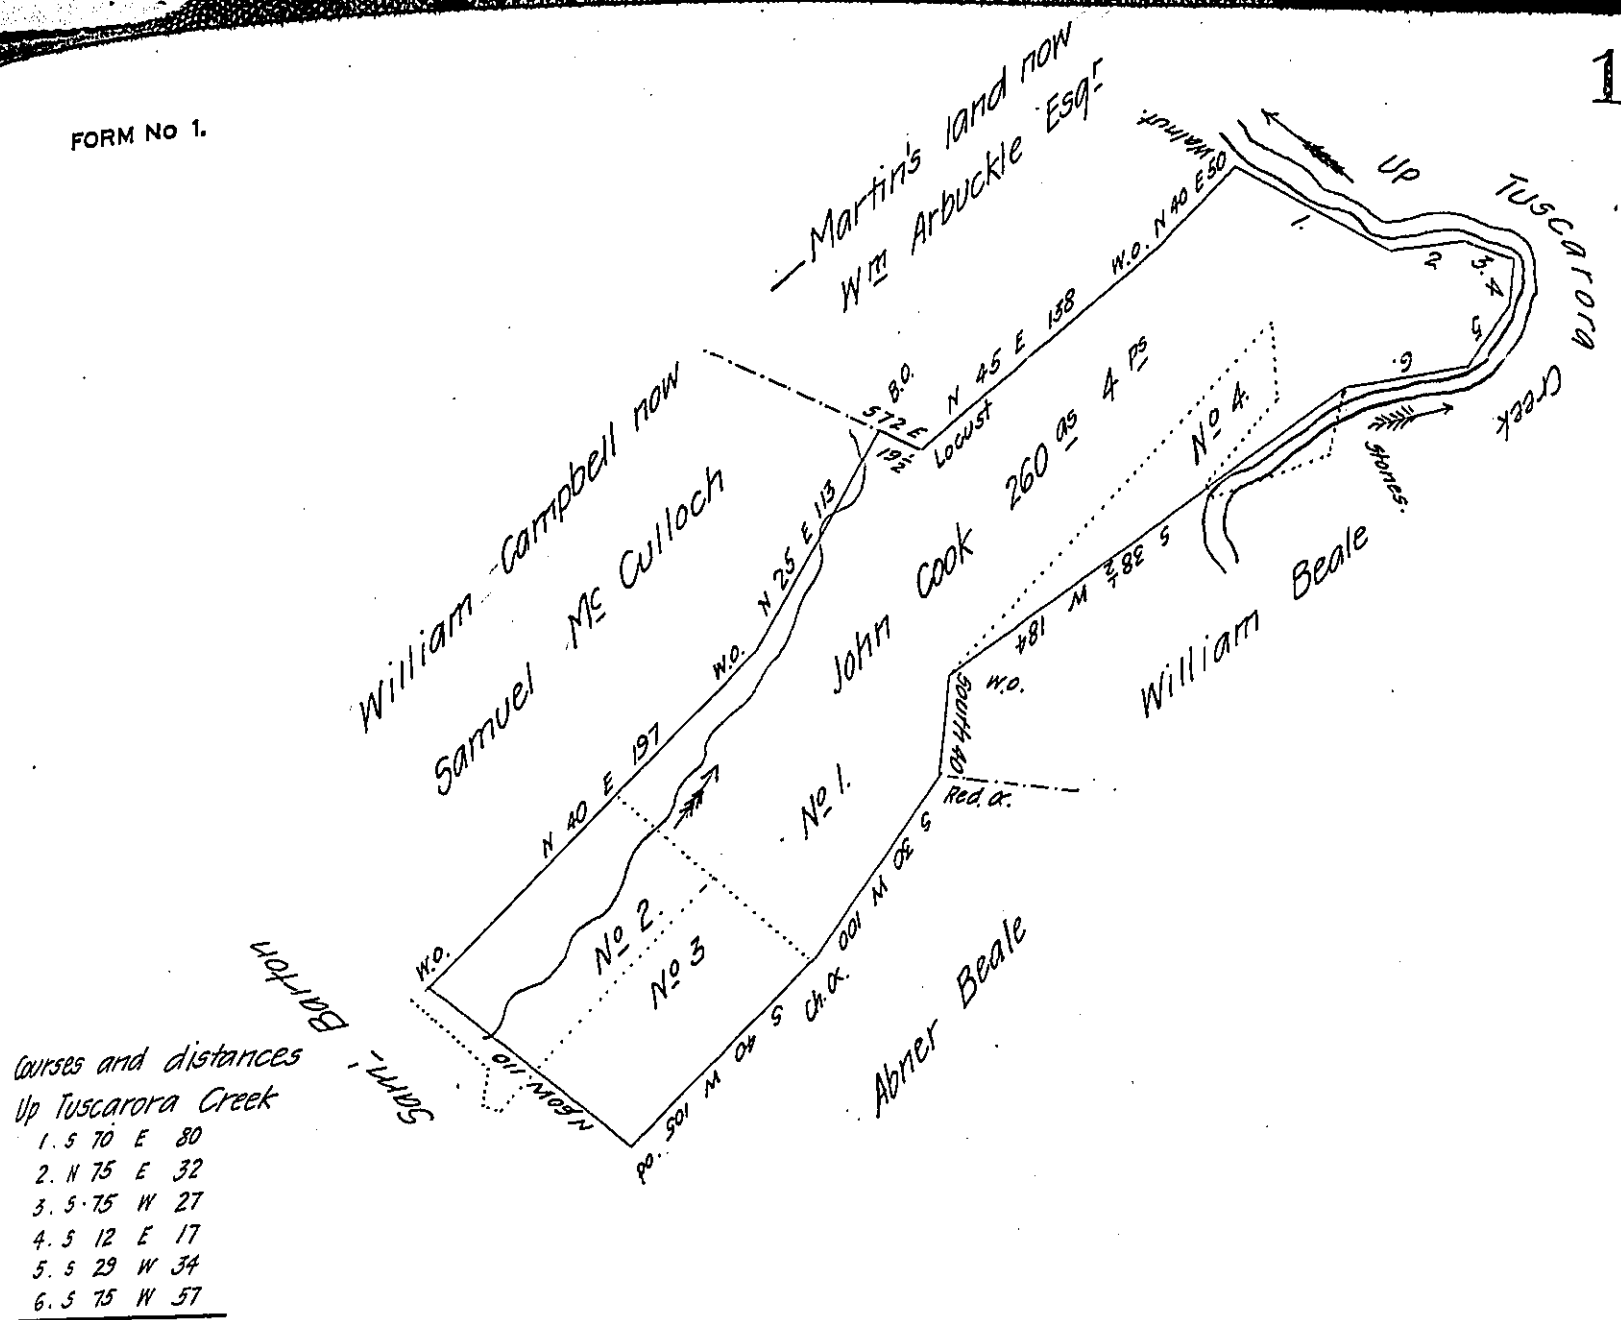 FORM No 1.
1
Martin's land now
Wm Arbuckle Esqr
Walnut.
Up Tuscarora Creek
1.
2
3.
4
5
6.
N 40 E 50
W.O.
N 45 E 138
Locust
B.O.
S 72 E
19½
William Campbell now
Samuel Mc Culloch
N 25 E 113
W.O.
N 40 E 197
W.O.
John Cook 260 as 4 ps
No 4.
Stones.
S 38½ W 184
W.O.
William Beale
South 40
Red. O.
No 1.
S 30 W 100
Ch. O.
No 2.
No 3
S 40 W 105
Abner Beale
po.
N 50 W 110
Saml. Barton
Courses and distances
Up Tuscarora Creek
1. S 70 E 80
2. N 75 E 32
3. S. 75 W 27
4. S 12 E 17
5. S 29 W 34
6. S 75 W 57